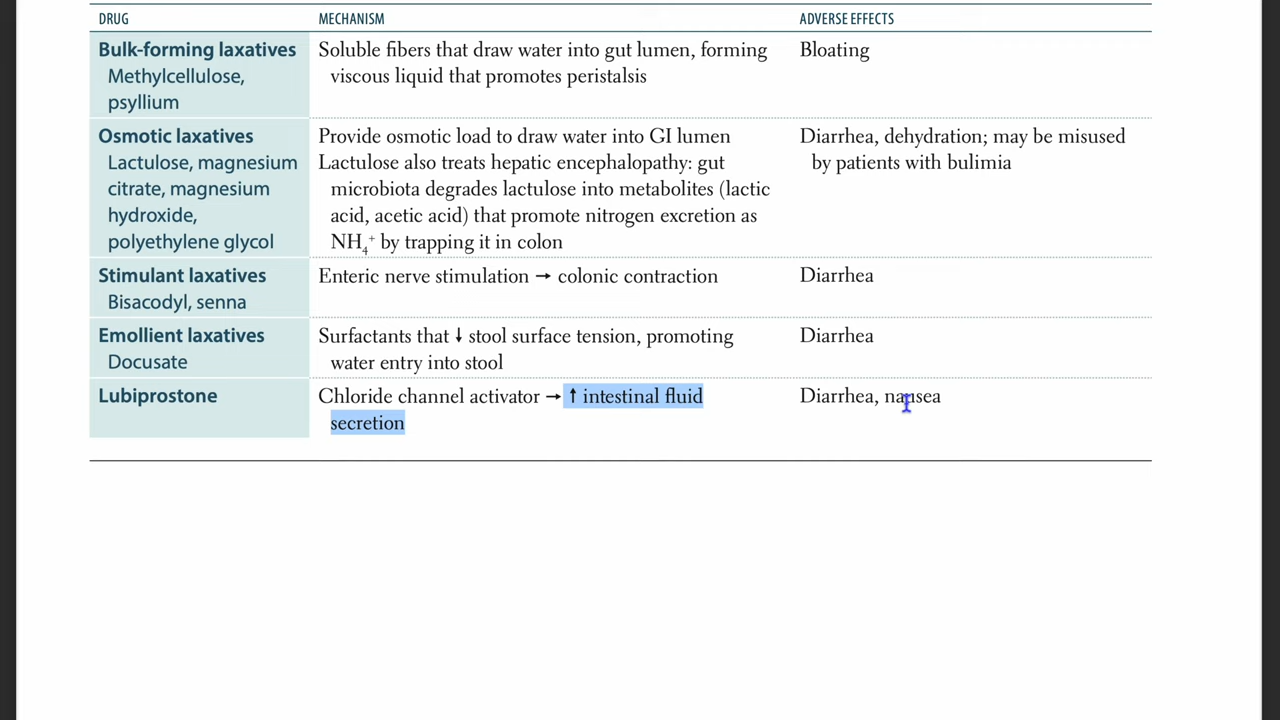 DRUG MECHANISM ADVERSE EFFECTS
Bulk-forming laxatives
Methylcellulose,
psyllium
Soluble fibers that draw water into gut lumen, forming
viscous liquid that promotes peristalsis
Bloating
Osmotic laxatives
Lactulose, magnesium
citrate, magnesium
hydroxide,
polyethylene glycol
Provide osmotic load to draw water into GI lumen
Lactulose also treats hepatic encephalopathy: gut
microbiota degrades lactulose into metabolites (lactic
acid, acetic acid) that promote nitrogen excretion as
NH₄⁺ by trapping it in colon
Diarrhea, dehydration; may be misused
by patients with bulimia
Stimulant laxatives
Bisacodyl, senna
Enteric nerve stimulation → colonic contraction
Diarrhea
Emollient laxatives
Docusate
Surfactants that ↓ stool surface tension, promoting
water entry into stool
Diarrhea
Lubiprostone
Chloride channel activator → ↑ intestinal fluid
secretion
Diarrhea, nausea